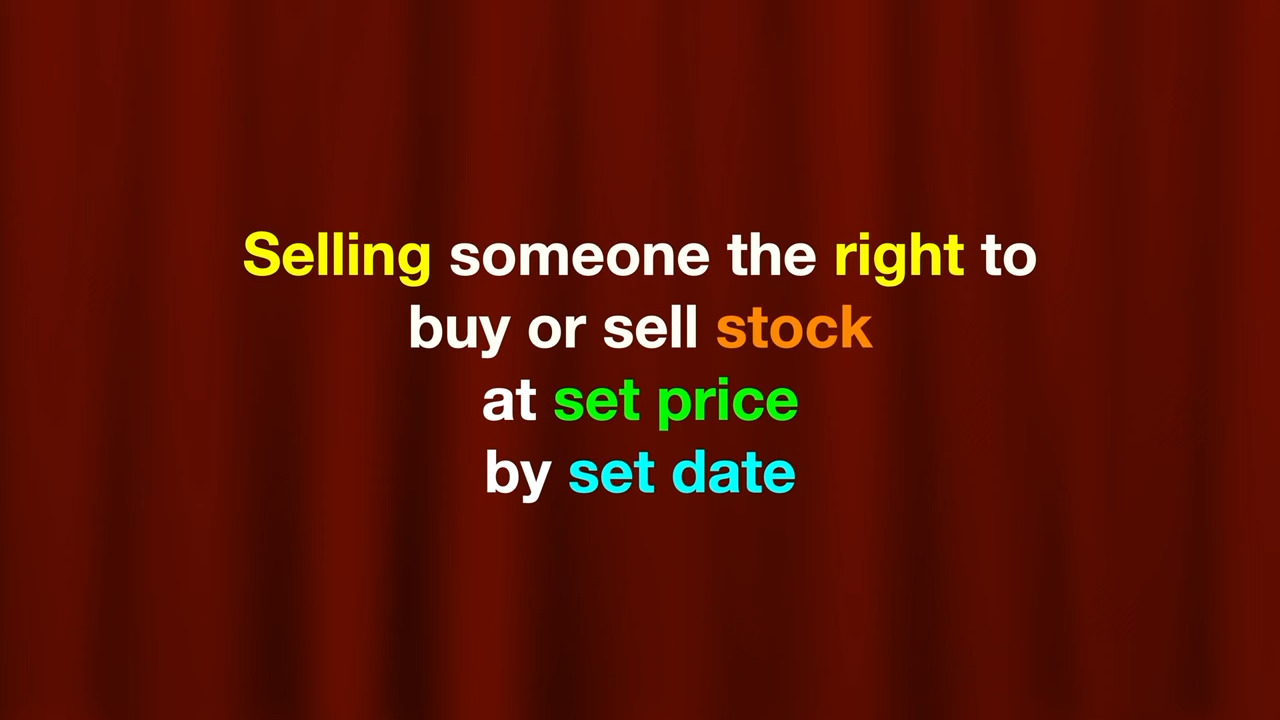 Selling someone the right to
buy or sell stock
at set price
by set date